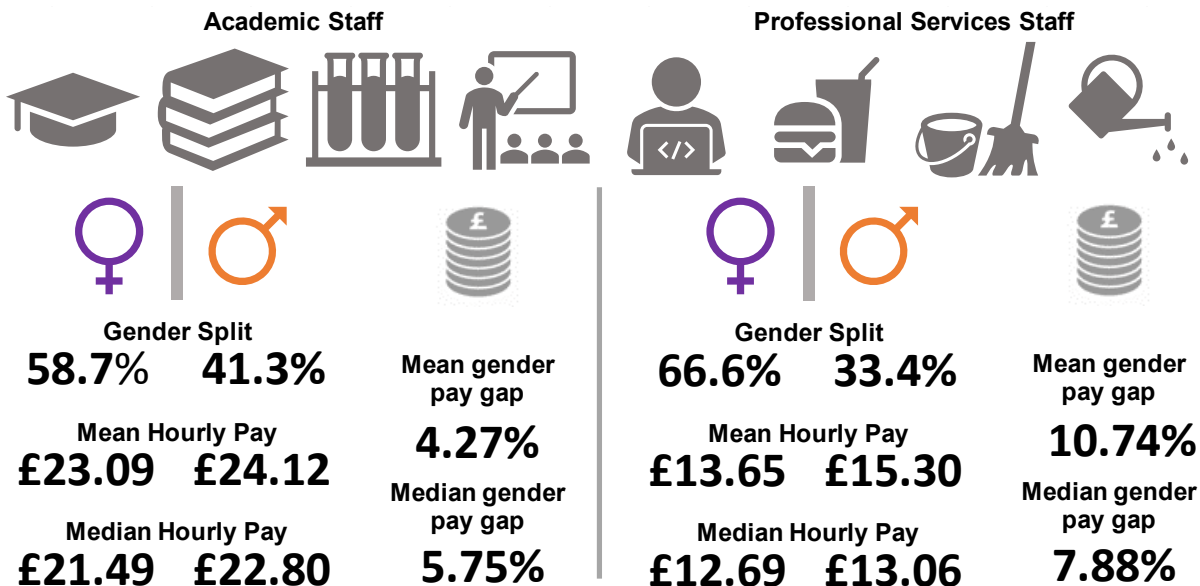 Academic Staff
</>
£
Gender Split
58.7% 41.3%
Mean Hourly Pay
£23.09 £24.12
Median Hourly Pay
£21.49 £22.80
Mean gender
pay gap
4.27%
Median gender
pay gap
5.75%
Professional Services Staff
£
Gender Split
66.6% 33.4%
Mean Hourly Pay
£13.65 £15.30
Median Hourly Pay
£12.69 £13.06
Mean gender
pay gap
10.74%
Median gender
pay gap
7.88%